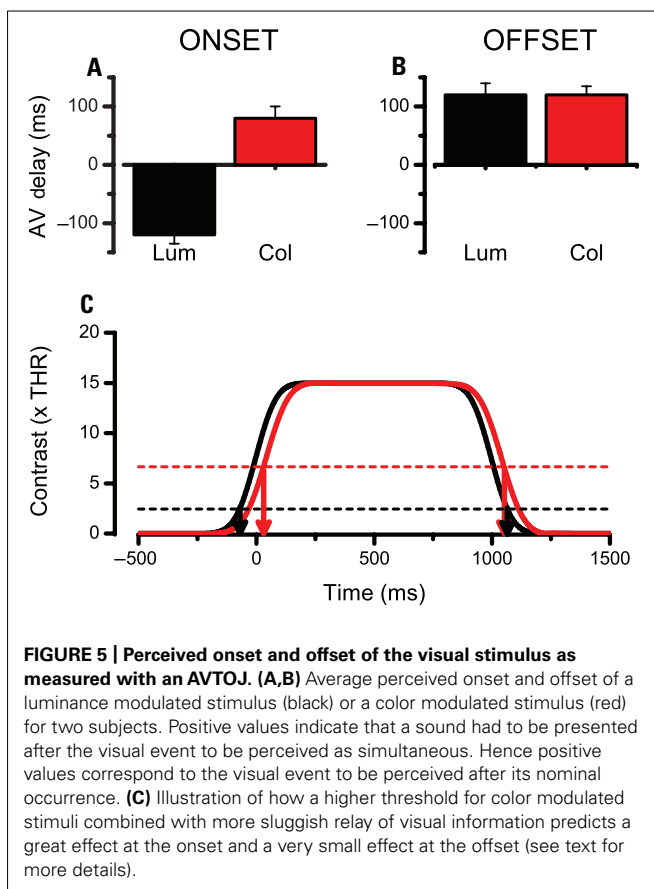 ONSET OFFSET
A B
100 100
0 0
–100 –100
AV delay (ms)
Lum Col Lum Col
C
20
15
10
5
0
Contrast (x THR)
–500 0 500 1000 1500
Time (ms)
FIGURE 5 | Perceived onset and offset of the visual stimulus as
measured with an AVTOJ. (A,B) Average perceived onset and offset of a
luminance modulated stimulus (black) or a color modulated stimulus (red)
for two subjects. Positive values indicate that a sound had to be presented
after the visual event to be perceived as simultaneous. Hence positive
values correspond to the visual event to be perceived after its nominal
occurrence. (C) Illustration of how a higher threshold for color modulated
stimuli combined with more sluggish relay of visual information predicts a
great effect at the onset and a very small effect at the offset (see text for
more details).